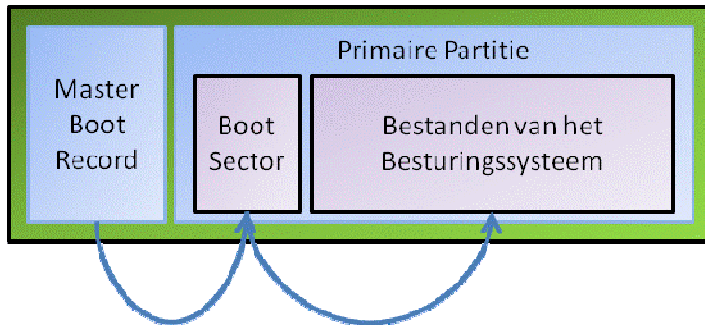 Primaire Partitie
Master
Boot
Record
Boot
Sector
Bestanden van het
Besturingssysteem